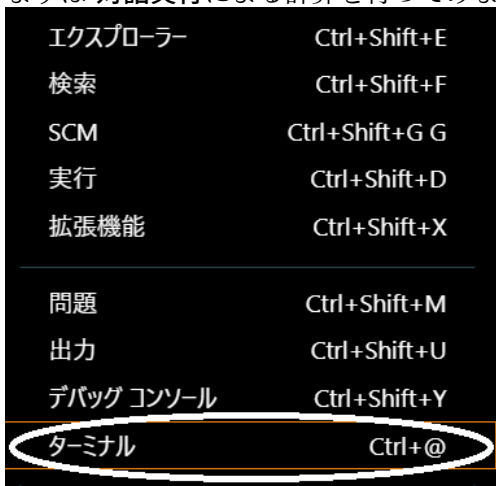 エクスプローラー Ctrl+Shift+E
検索 Ctrl+Shift+F
SCM Ctrl+Shift+G G
実行 Ctrl+Shift+D
拡張機能 Ctrl+Shift+X
問題 Ctrl+Shift+M
出力 Ctrl+Shift+U
デバッグ コンソール Ctrl+Shift+Y
ターミナル Ctrl+@